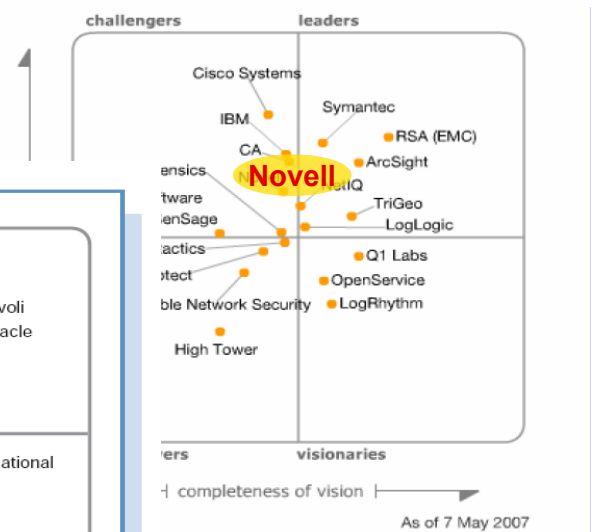 challengers
leaders
Cisco Systems
Symantec
IBM
RSA (EMC)
CA
ArcSight
ensics
Novell
NetIQ
tware
TriGeo
enSage
LogLogic
tactics
Q1 Labs
otect
OpenService
ble Network Security
LogRhythm
voli
acle
High Tower
ers
visionaries
ational
completeness of vision
As of 7 May 2007